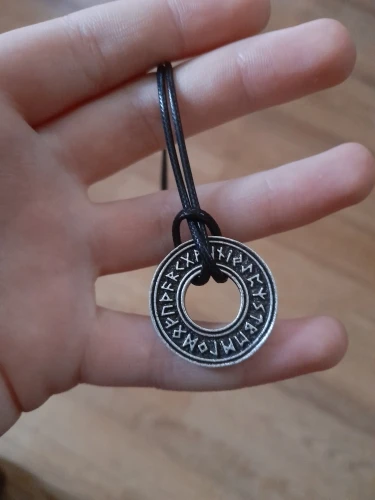 ᚠᚢᚦᚨᚱᚲᚷᚹᚺᚾᛁᛃᛇᛈᛉᛊᛏᛒᛖᛗᛚᛜᛞᛟ